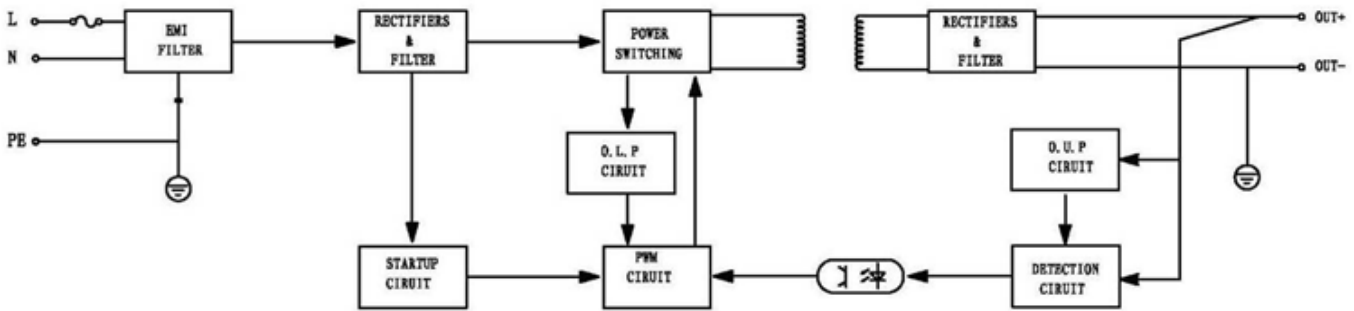 L
N
PE
EMI
FILTER
RECTIFIERS
&
FILTER
POWER
SWITCHING
RECTIFIERS
&
FILTER
OUT+
OUT-
O.L.P
CIRUIT
O.U.P
CIRUIT
STARTUP
CIRUIT
PWM
CIRUIT
DETECTION
CIRUIT